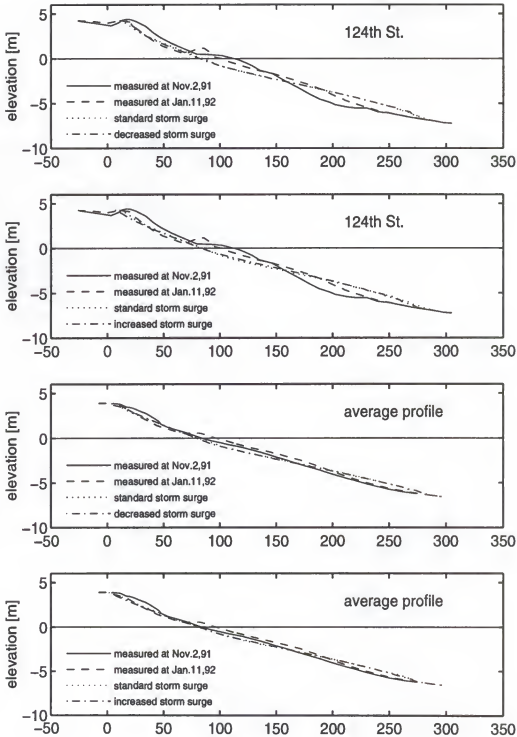 5
0
−5
−10
elevation [m]
124th St.
measured at Nov.2,91
measured at Jan.11,92
standard storm surge
decreased storm surge
−50 0 50 100 150 200 250 300 350
5
0
−5
−10
elevation [m]
124th St.
measured at Nov.2,91
measured at Jan.11,92
standard storm surge
increased storm surge
−50 0 50 100 150 200 250 300 350
5
0
−5
−10
elevation [m]
average profile
measured at Nov.2,91
measured at Jan.11,92
standard storm surge
decreased storm surge
−50 0 50 100 150 200 250 300 350
5
0
−5
−10
elevation [m]
average profile
measured at Nov.2,91
measured at Jan.11,92
standard storm surge
increased storm surge
−50 0 50 100 150 200 250 300 350